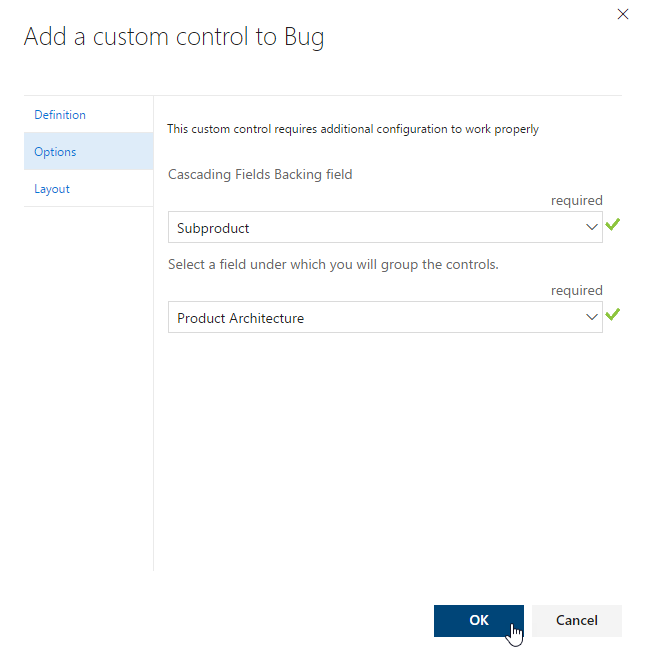 Add a custom control to Bug
Definition
Options
Layout
This custom control requires additional configuration to work properly
Cascading Fields Backing field
required
Subproduct
Select a field under which you will group the controls.
required
Product Architecture
OK
Cancel